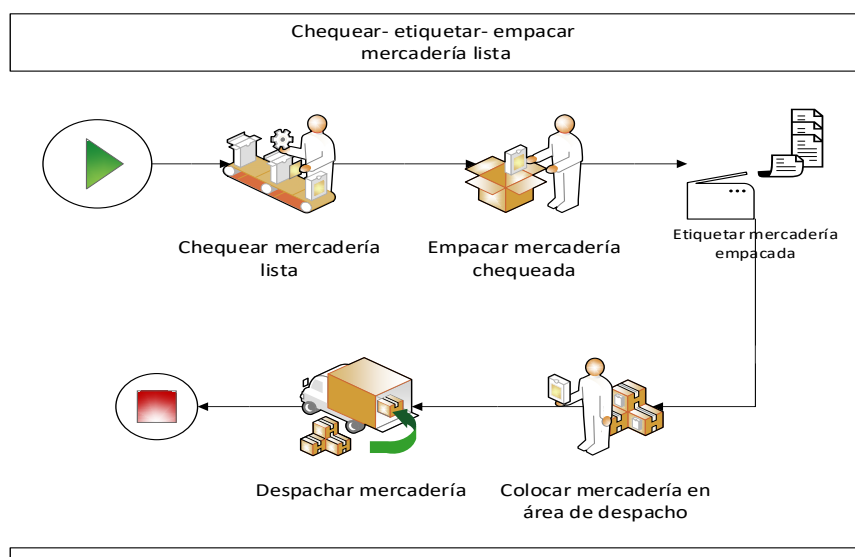 Chequear- etiquetar- empacar
mercadería lista
Chequear mercadería
lista
Empacar mercadería
chequeada
Etiquetar mercadería
empacada
Despachar mercadería
Colocar mercadería en
área de despacho